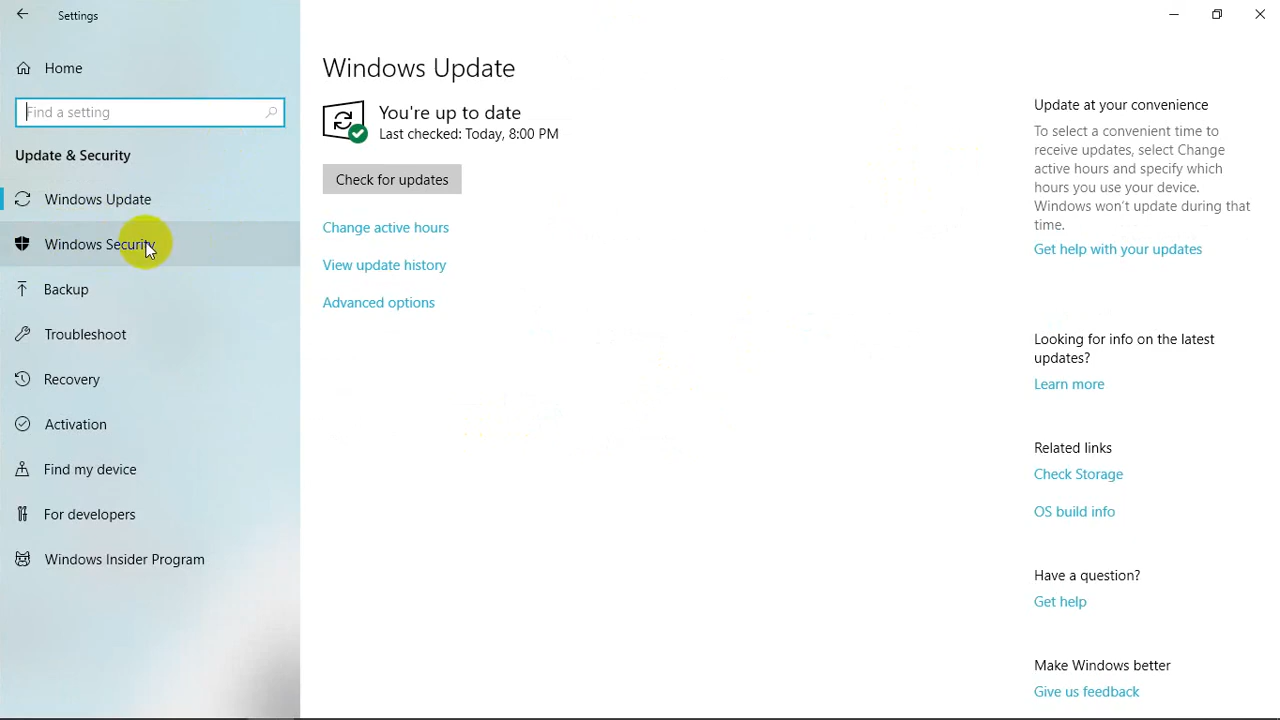 Settings
Home
Find a setting
Update & Security
Windows Update
Windows Security
Backup
Troubleshoot
Recovery
Activation
Find my device
For developers
Windows Insider Program
Windows Update
You're up to date
Last checked: Today, 8:00 PM
Check for updates
Change active hours
View update history
Advanced options
Update at your convenience
To select a convenient time to
receive updates, select Change
active hours and specify which
hours you use your device.
Windows won't update during that
time.
Get help with your updates
Looking for info on the latest
updates?
Learn more
Related links
Check Storage
OS build info
Have a question?
Get help
Make Windows better
Give us feedback